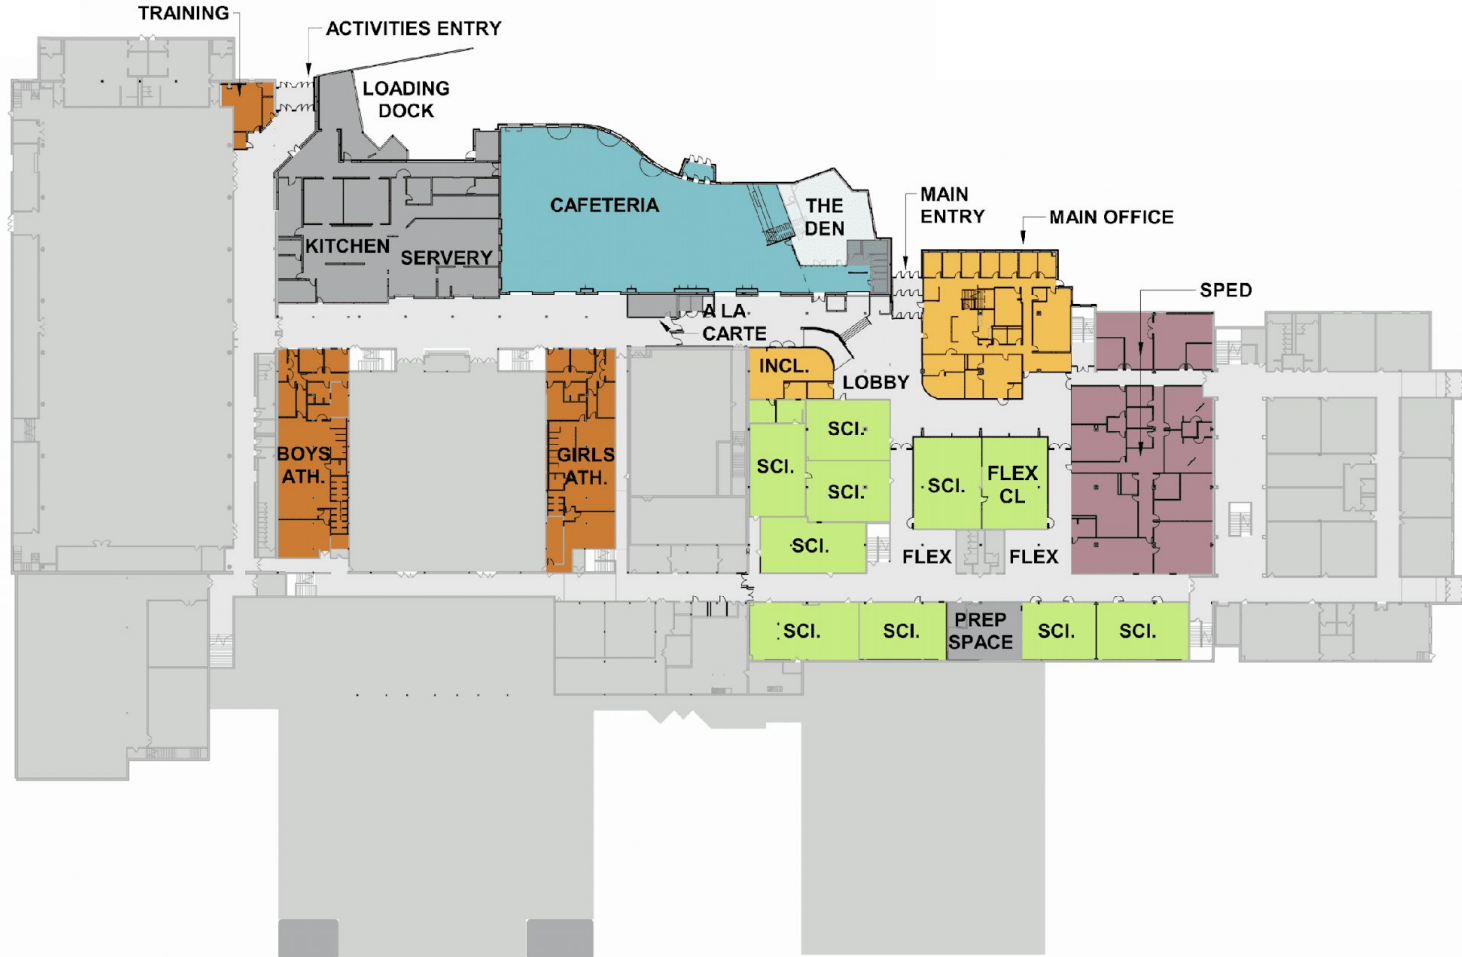 TRAINING
ACTIVITIES ENTRY
LOADING
DOCK
CAFETERIA
THE
DEN
MAIN
ENTRY
MAIN OFFICE
KITCHEN
SERVERY
SPED
A LA
CARTE
INCL.
LOBBY
SCI.
BOYS
ATH.
GIRLS
ATH.
SCI.
SCI.
SCI.
FLEX
CL
SCI.
FLEX
FLEX
SCI.
SCI.
PREP
SPACE
SCI.
SCI.